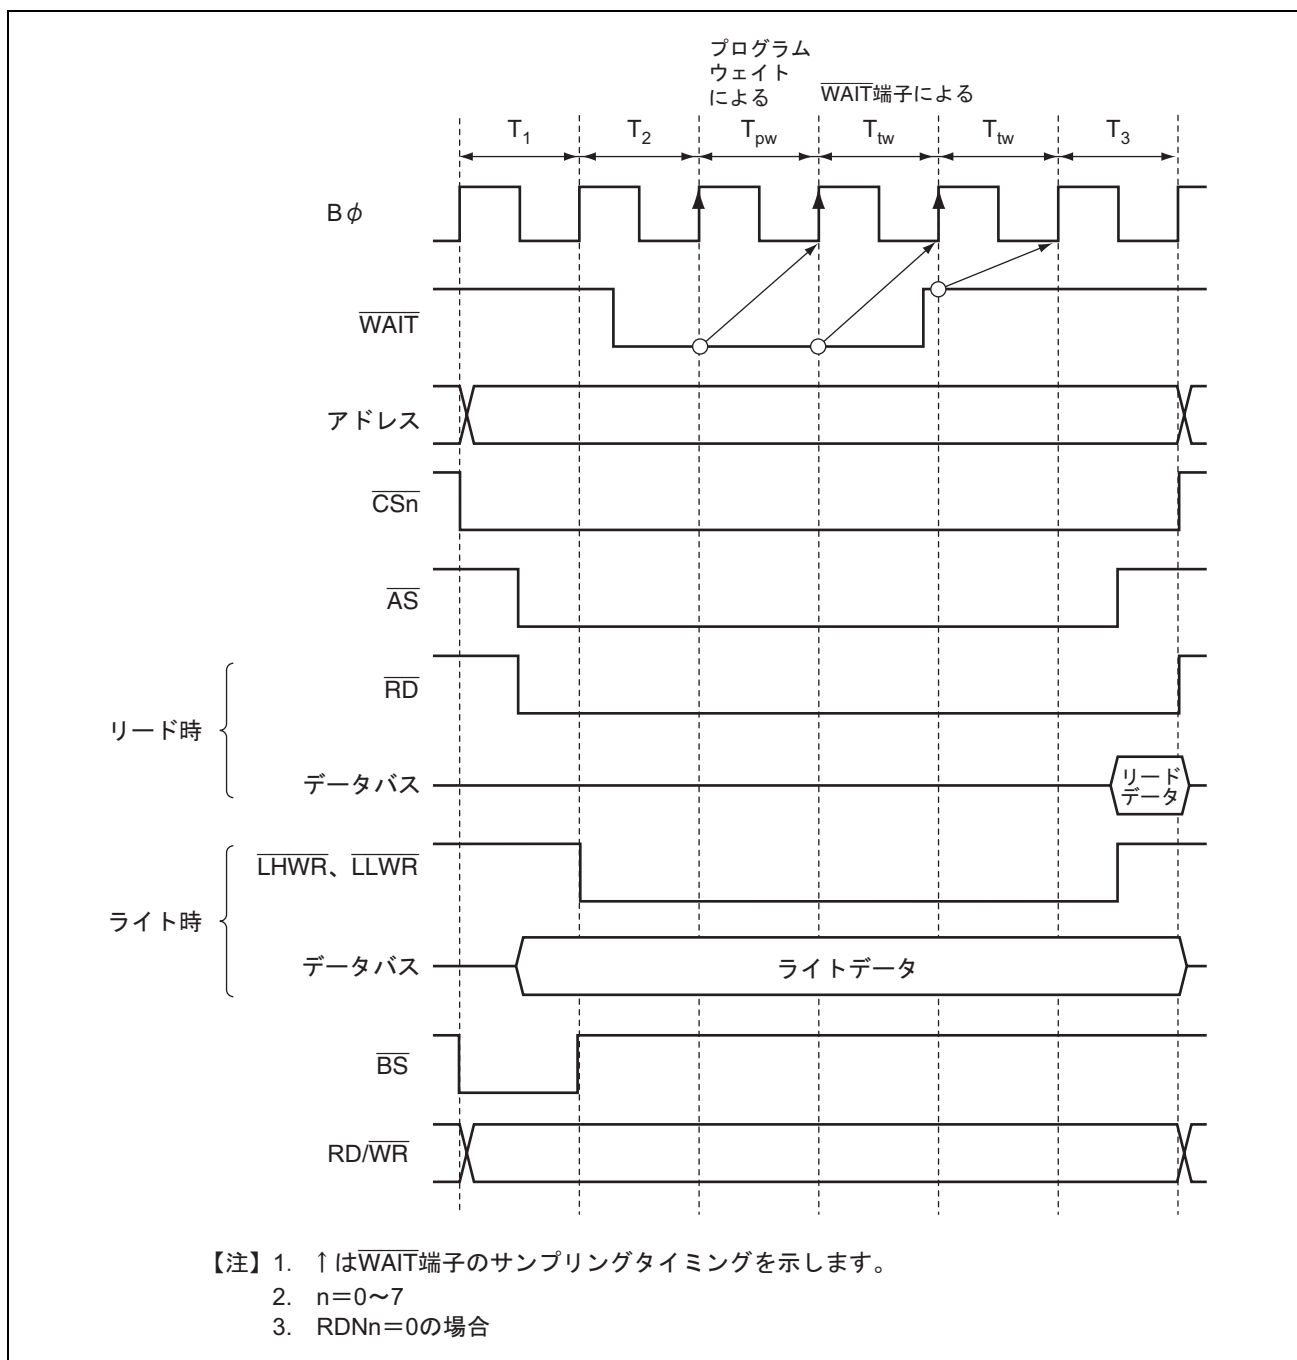 プログラム
ウェイト
による
WAIT端子による
T1
T2
Tpw
Ttw
Ttw
T3
Bφ
WAIT
アドレス
CSn
AS
RD
リード時
データバス
リード
データ
LHWR、LLWR
ライト時
データバス
ライトデータ
BS
RD/WR
【注】1. ↑はWAIT端子のサンプリングタイミングを示します。
2. n＝0～7
3. RDNn＝0の場合